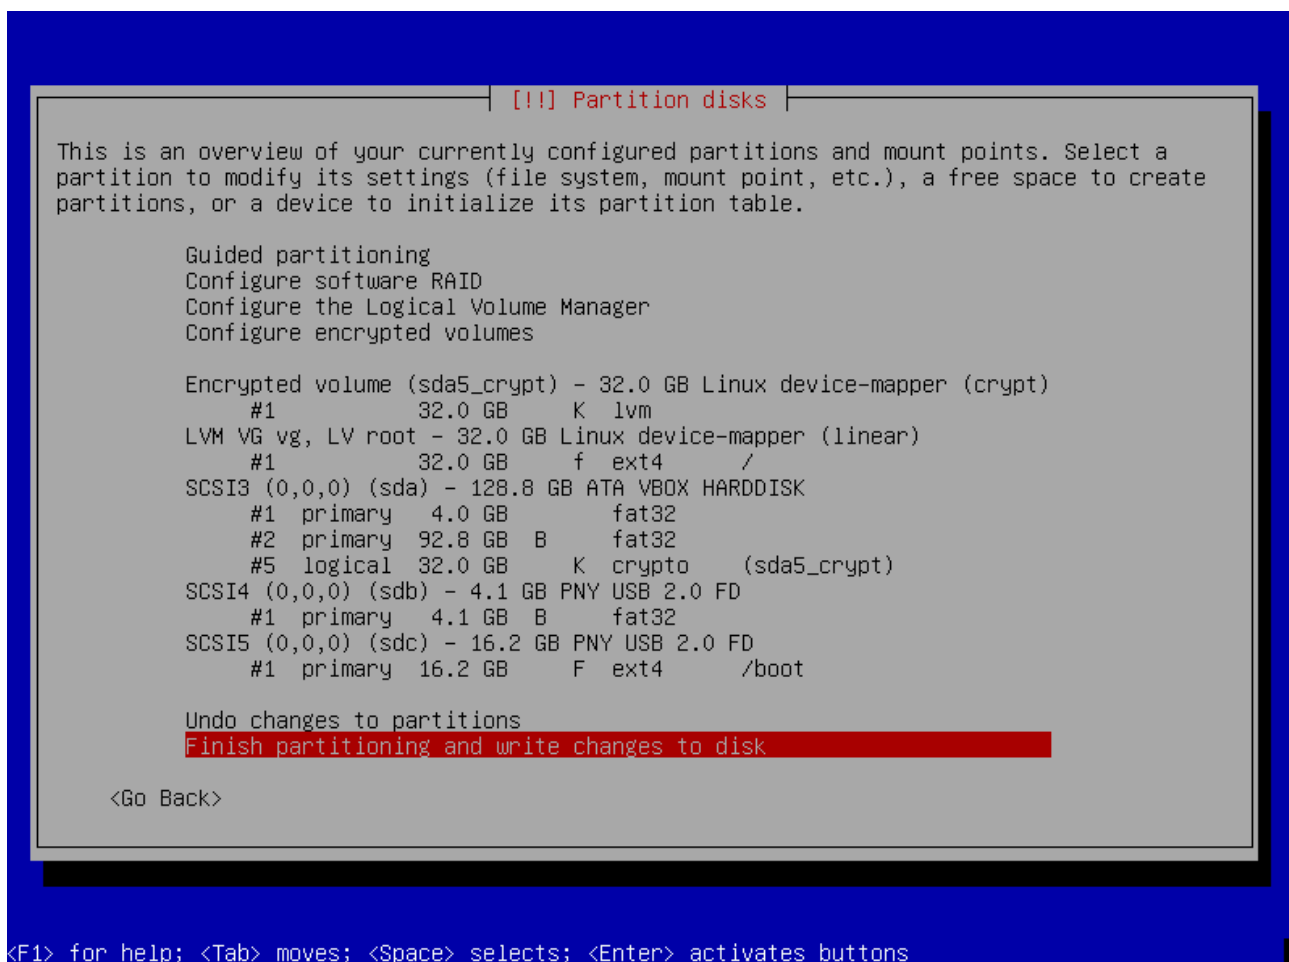 [!!] Partition disks
This is an overview of your currently configured partitions and mount points. Select a
partition to modify its settings (file system, mount point, etc.), a free space to create
partitions, or a device to initialize its partition table.
Guided partitioning
Configure software RAID
Configure the Logical Volume Manager
Configure encrypted volumes
Encrypted volume (sda5_crypt) - 32.0 GB Linux device-mapper (crypt)
#1 32.0 GB K lvm
LVM VG vg, LV root - 32.0 GB Linux device-mapper (linear)
#1 32.0 GB f ext4 /
SCSI3 (0,0,0) (sda) - 128.8 GB ATA VBOX HARDDISK
#1 primary 4.0 GB fat32
#2 primary 92.8 GB B fat32
#5 logical 32.0 GB K crypto (sda5_crypt)
SCSI4 (0,0,0) (sdb) - 4.1 GB PNY USB 2.0 FD
#1 primary 4.1 GB B fat32
SCSI5 (0,0,0) (sdc) - 16.2 GB PNY USB 2.0 FD
#1 primary 16.2 GB F ext4 /boot
Undo changes to partitions
Finish partitioning and write changes to disk
<Go Back>
<F1> for help; <Tab> moves; <Space> selects; <Enter> activates buttons